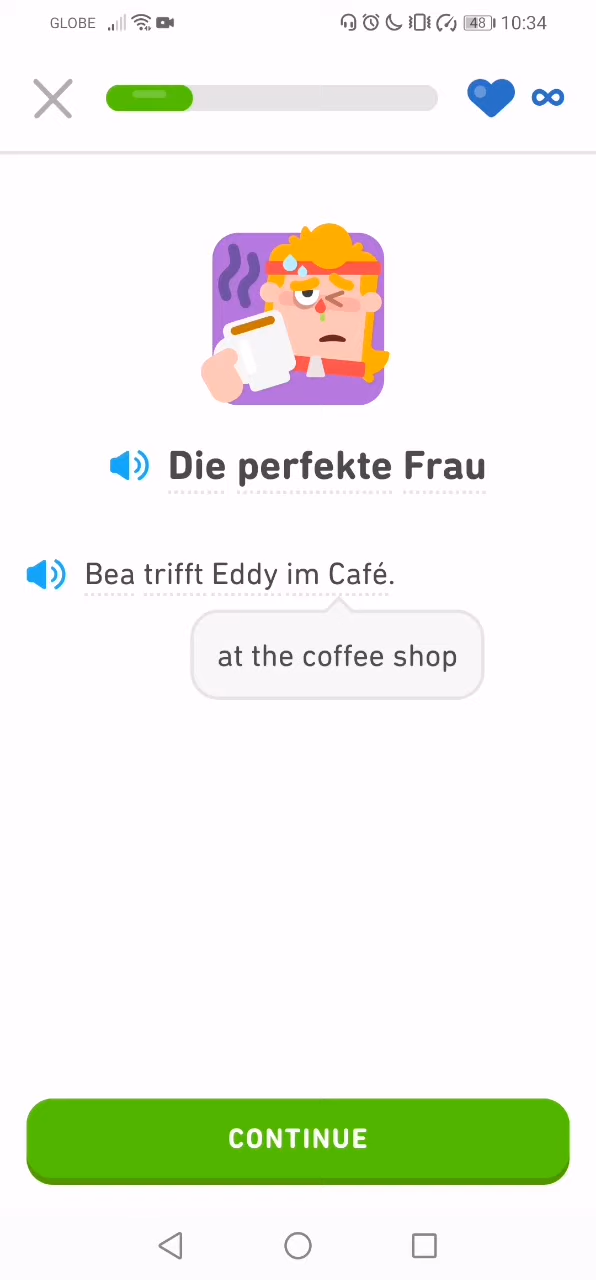 GLOBE 48 10:34
Die perfekte Frau
Bea trifft Eddy im Café.
at the coffee shop
CONTINUE